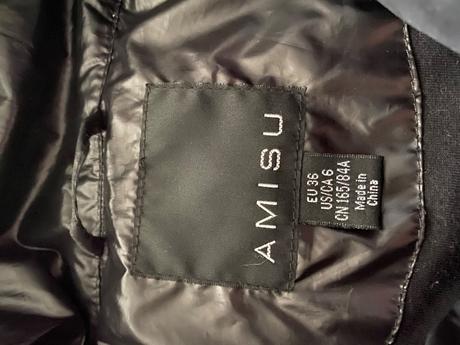 AMISU
EU 36
US/CA 6
CN 165/84A
Made in
China